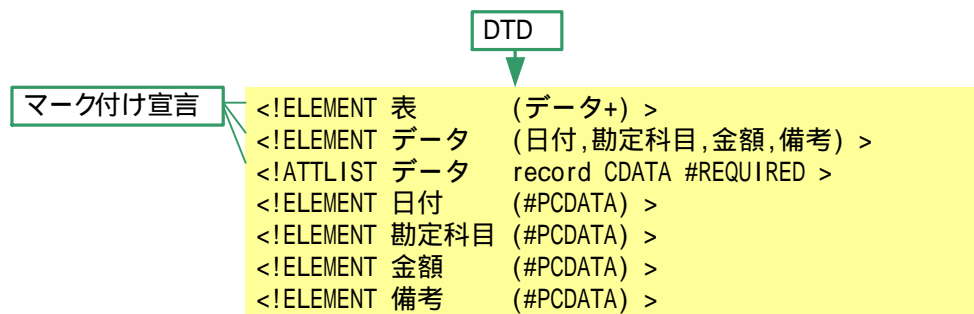 DTD
マーク付け宣言
<!ELEMENT 表 (データ+) >
<!ELEMENT データ (日付,勘定科目,金額,備考) >
<!ATTLIST データ record CDATA #REQUIRED >
<!ELEMENT 日付 (#PCDATA) >
<!ELEMENT 勘定科目 (#PCDATA) >
<!ELEMENT 金額 (#PCDATA) >
<!ELEMENT 備考 (#PCDATA) >